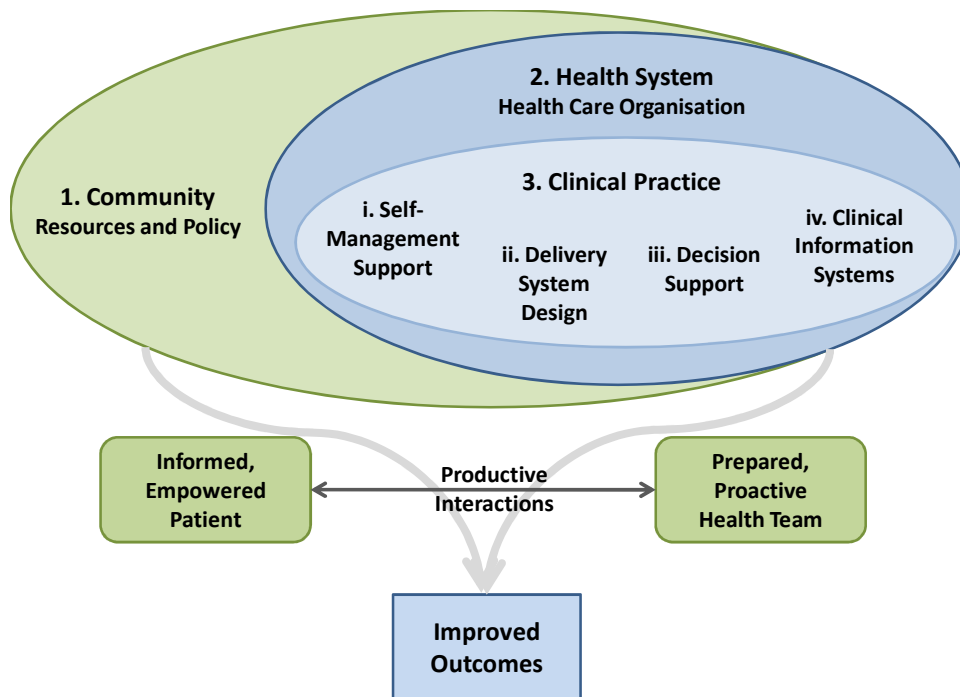 2. Health System
Health Care Organisation
3. Clinical Practice
1. Community
Resources and Policy
i. Self-
Management
Support
ii. Delivery
System
Design
iii. Decision
Support
iv. Clinical
Information
Systems
Informed,
Empowered
Patient
Productive
Interactions
Prepared,
Proactive
Health Team
Improved
Outcomes